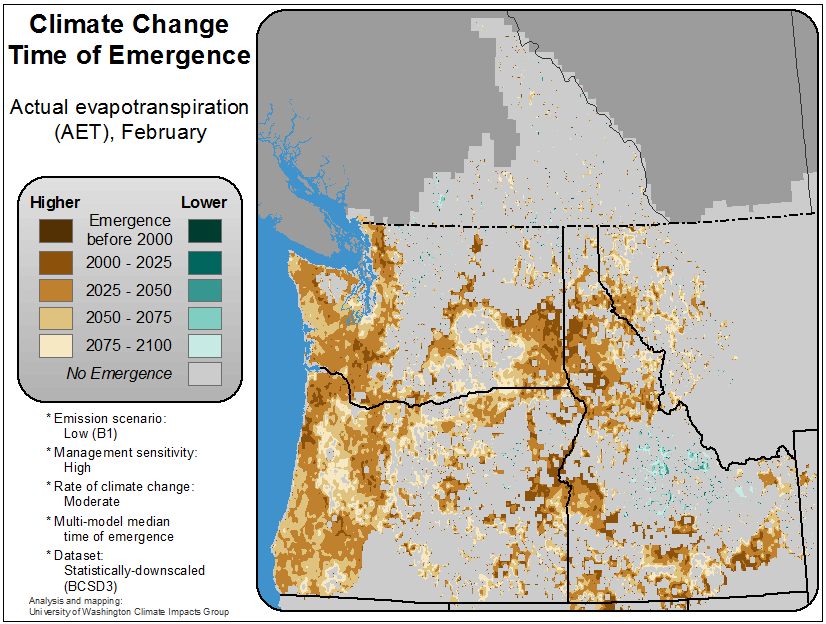 Climate Change
Time of Emergence
Actual evapotranspiration
(AET), February
Higher Lower
Emergence
before 2000
2000 - 2025
2025 - 2050
2050 - 2075
2075 - 2100
No Emergence
* Emission scenario:
Low (B1)
* Management sensitivity:
High
* Rate of climate change:
Moderate
* Multi-model median
time of emergence
* Dataset:
Statistically-downscaled
(BCSD3)
Analysis and mapping:
University of Washington Climate Impacts Group